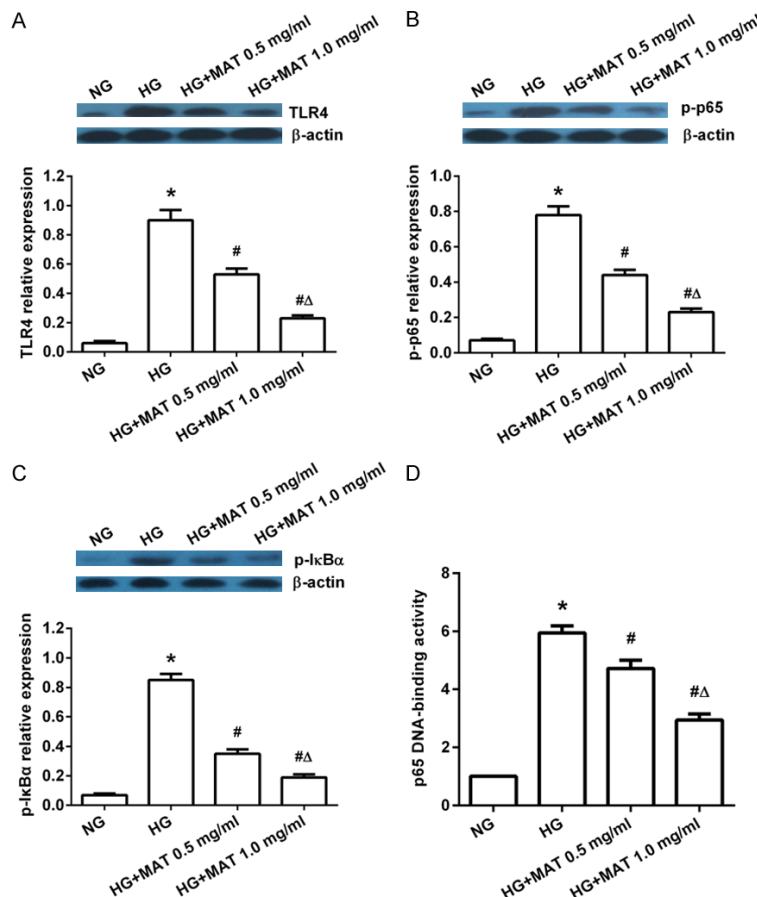 A
NG
HG
HG+MAT 0.5 mg/ml
HG+MAT 1.0 mg/ml
TLR4
β-actin
TLR4 relative expression
1.2
1.0
0.8
0.6
0.4
0.2
0.0
*
#
#Δ
NG
HG
HG+MAT 0.5 mg/ml
HG+MAT 1.0 mg/ml
B
NG
HG
HG+MAT 0.5 mg/ml
HG+MAT 1.0 mg/ml
p-p65
β-actin
p-p65 relative expression
1.0
0.8
0.6
0.4
0.2
0.0
*
#
#Δ
NG
HG
HG+MAT 0.5 mg/ml
HG+MAT 1.0 mg/ml
C
NG
HG
HG+MAT 0.5 mg/ml
HG+MAT 1.0 mg/ml
p-IκBα
β-actin
p-IκBα relative expression
1.2
1.0
0.8
0.6
0.4
0.2
0.0
*
#
#Δ
NG
HG
HG+MAT 0.5 mg/ml
HG+MAT 1.0 mg/ml
D
p65 DNA-binding activity
8
6
4
2
0
*
#
#Δ
NG
HG
HG+MAT 0.5 mg/ml
HG+MAT 1.0 mg/ml